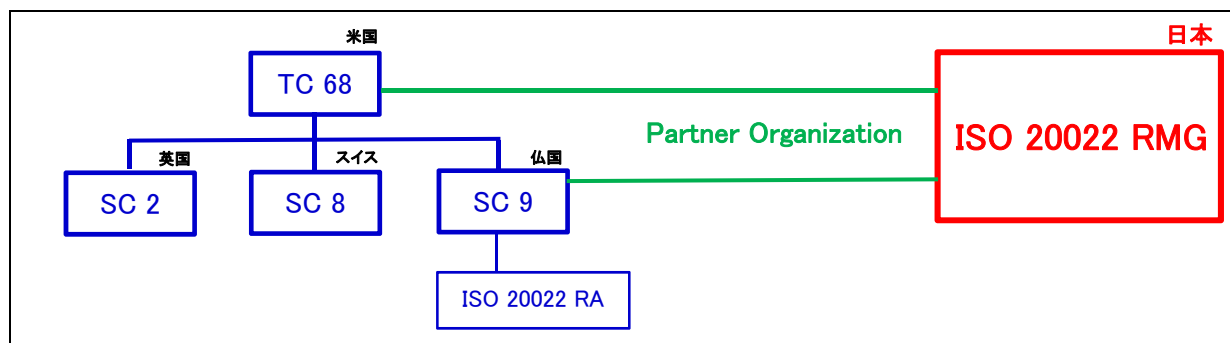 米国
日本
TC 68
Partner Organization
ISO 20022 RMG
英国
スイス
仏国
SC 2
SC 8
SC 9
ISO 20022 RA